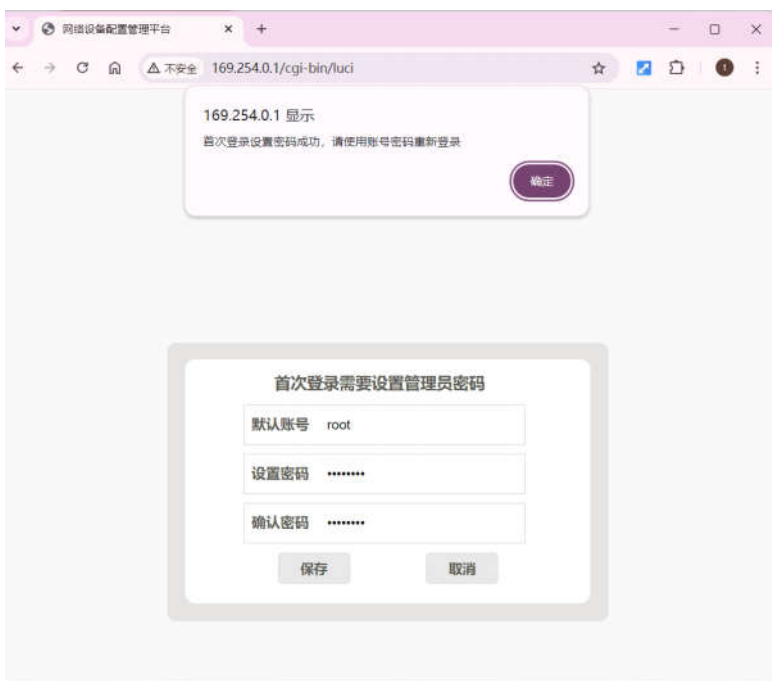 网络设备配置管理平台
不安全 169.254.0.1/cgi-bin/luci
169.254.0.1 显示
首次登录设置密码成功，请使用账号密码重新登录
确定
首次登录需要设置管理员密码
默认账号 root
设置密码 ••••••••
确认密码 ••••••••
保存 取消